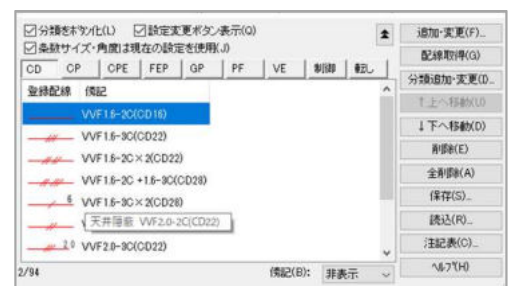 ☑分類をボタン化(L) ☑設定変更ボタン表示(Q)
☑条数サイズ・角度は現在の設定を使用(J)
CD CP CPE FEP GP PF VE 制御 転し
登録配線 傍記
VVF1.6-2C(CD16)
VVF1.6-3C(CD22)
VVF1.6-2C×2(CD22)
VVF1.6-2C +1.6-3C(CD28)
6 VVF1.6-3C×2(CD28)
天井隠蔽 VVF2.0-2C(CD22)
2.0 VVF2.0-3C(CD22)
2/94 傍記(B): 非表示
追加・変更(F)...
配線取得(G)
分類追加・変更(I)...
↑上へ移動(U)
↓下へ移動(D)
削除(E)
全削除(A)
保存(S)...
読込(R)...
注記表(C)...
ヘルプ(H)